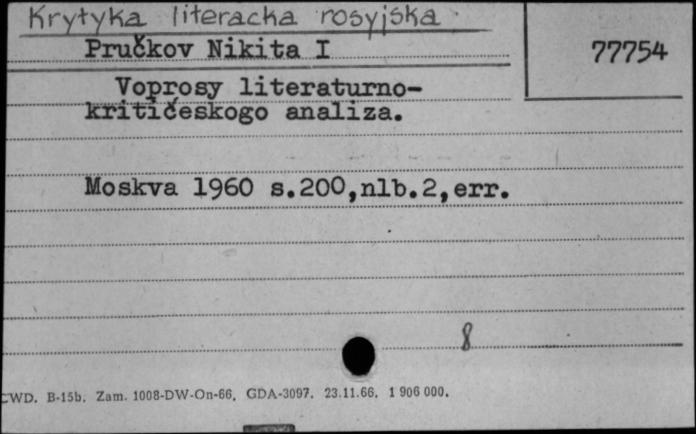 Krytyka literacka rosyjska
Pručkov Nikita I
77754
Voprosy literaturno-
kritičeskogo analiza.
Moskva 1960 s.200,nlb.2,err.
8
CWD. B-15b. Zam. 1008-DW-On-66. GDA-3097. 23.11.66. 1 906 000.